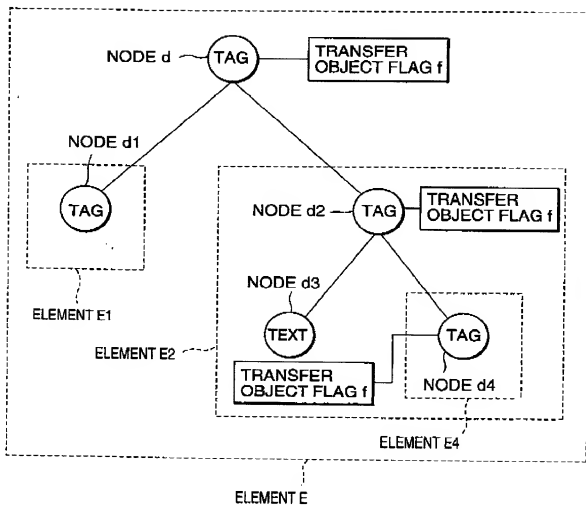 NODE d
TAG
TRANSFER
OBJECT FLAG f
NODE d1
TAG
ELEMENT E1
NODE d2
TAG
TRANSFER
OBJECT FLAG f
NODE d3
TEXT
TAG
ELEMENT E2
TRANSFER
OBJECT FLAG f
NODE d4
ELEMENT E4
ELEMENT E